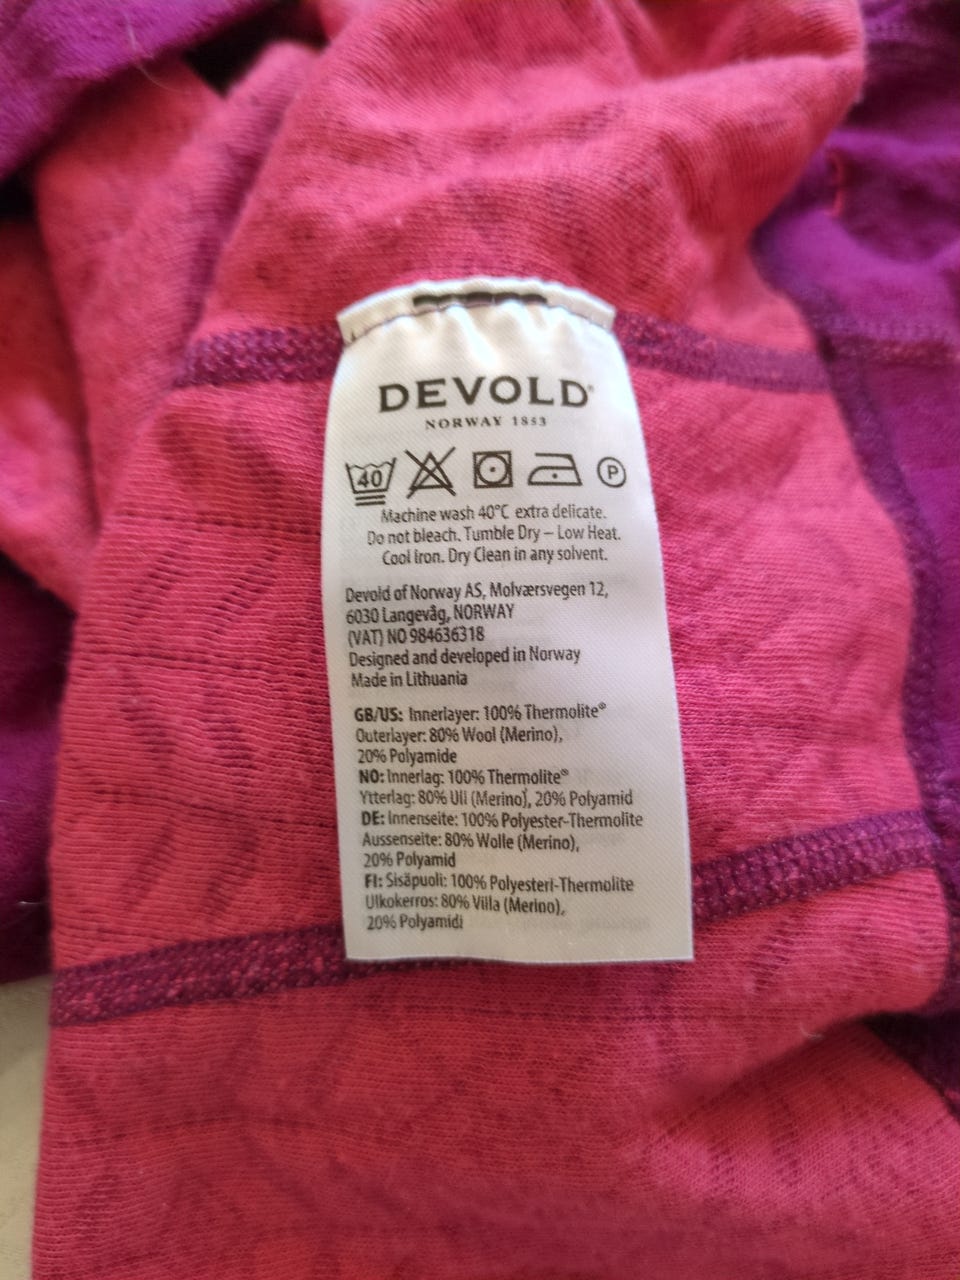 DEVOLD®
NORWAY 1853
40 P
Machine wash 40°C extra delicate.
Do not bleach. Tumble Dry – Low Heat.
Cool Iron. Dry Clean in any solvent.
Devold of Norway AS, Molværsvegen 12,
6030 Langevåg, NORWAY
(VAT) NO 984636318
Designed and developed in Norway
Made in Lithuania
GB/US: Innerlayer: 100% Thermolite®
Outerlayer: 80% Wool (Merino),
20% Polyamide
NO: Innerlag: 100% Thermolite®
Ytterlag: 80% Ull (Merino), 20% Polyamid
DE: Innenseite: 100% Polyester-Thermolite
Aussenseite: 80% Wolle (Merino),
20% Polyamid
FI: Sisäpuoli: 100% Polyesteri-Thermolite
Ulkokerros: 80% Villa (Merino),
20% Polyamidi